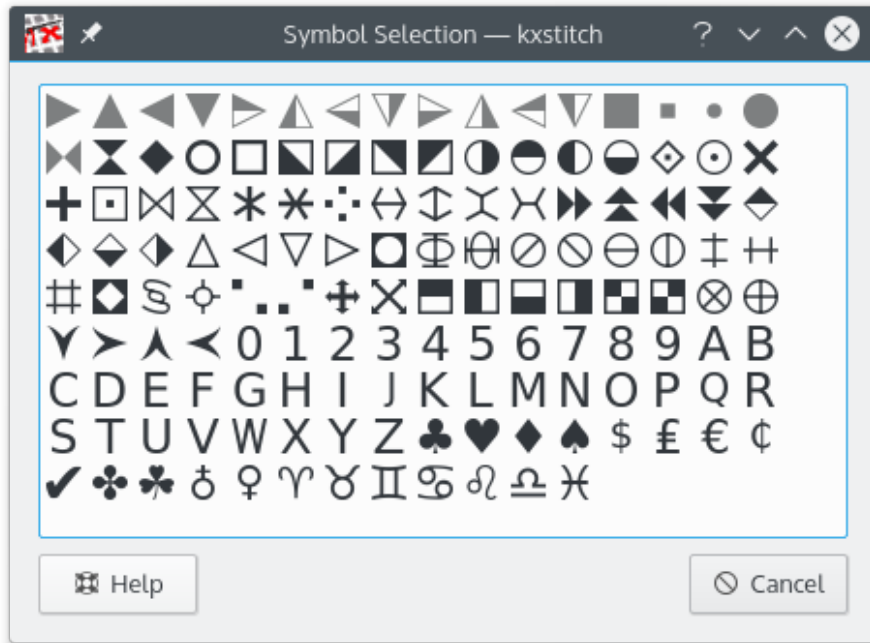 Symbol Selection — kxstitch
0 1 2 3 4 5 6 7 8 9 A B
C D E F G H I J K L M N O P Q R
S T U V W X Y Z ♣ ♥ ♦ ♠ $ ₤ € ¢
✔ ✤ ☘ ♁ ♀ ♈ ♉ ♊ ♋ ♌ ♎ ♓
Help
Cancel